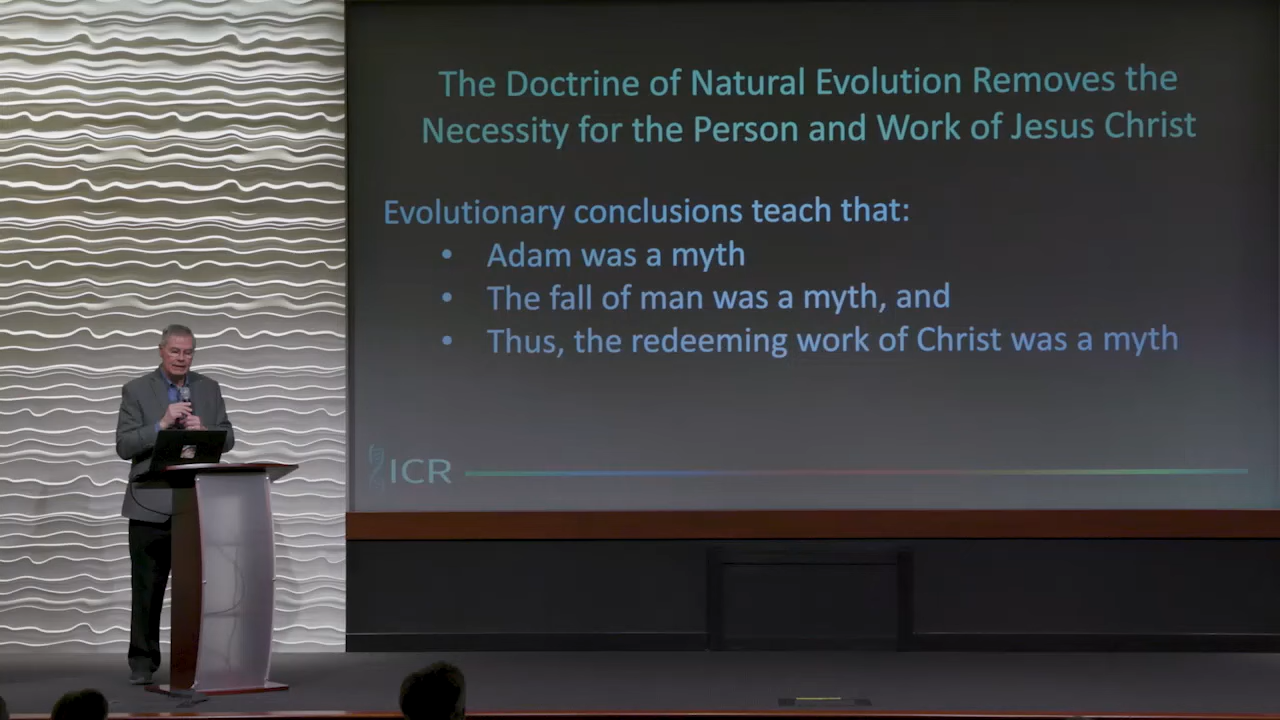 The Doctrine of Natural Evolution Removes the
Necessity for the Person and Work of Jesus Christ
Evolutionary conclusions teach that:
• Adam was a myth
• The fall of man was a myth, and
• Thus, the redeeming work of Christ was a myth
ICR